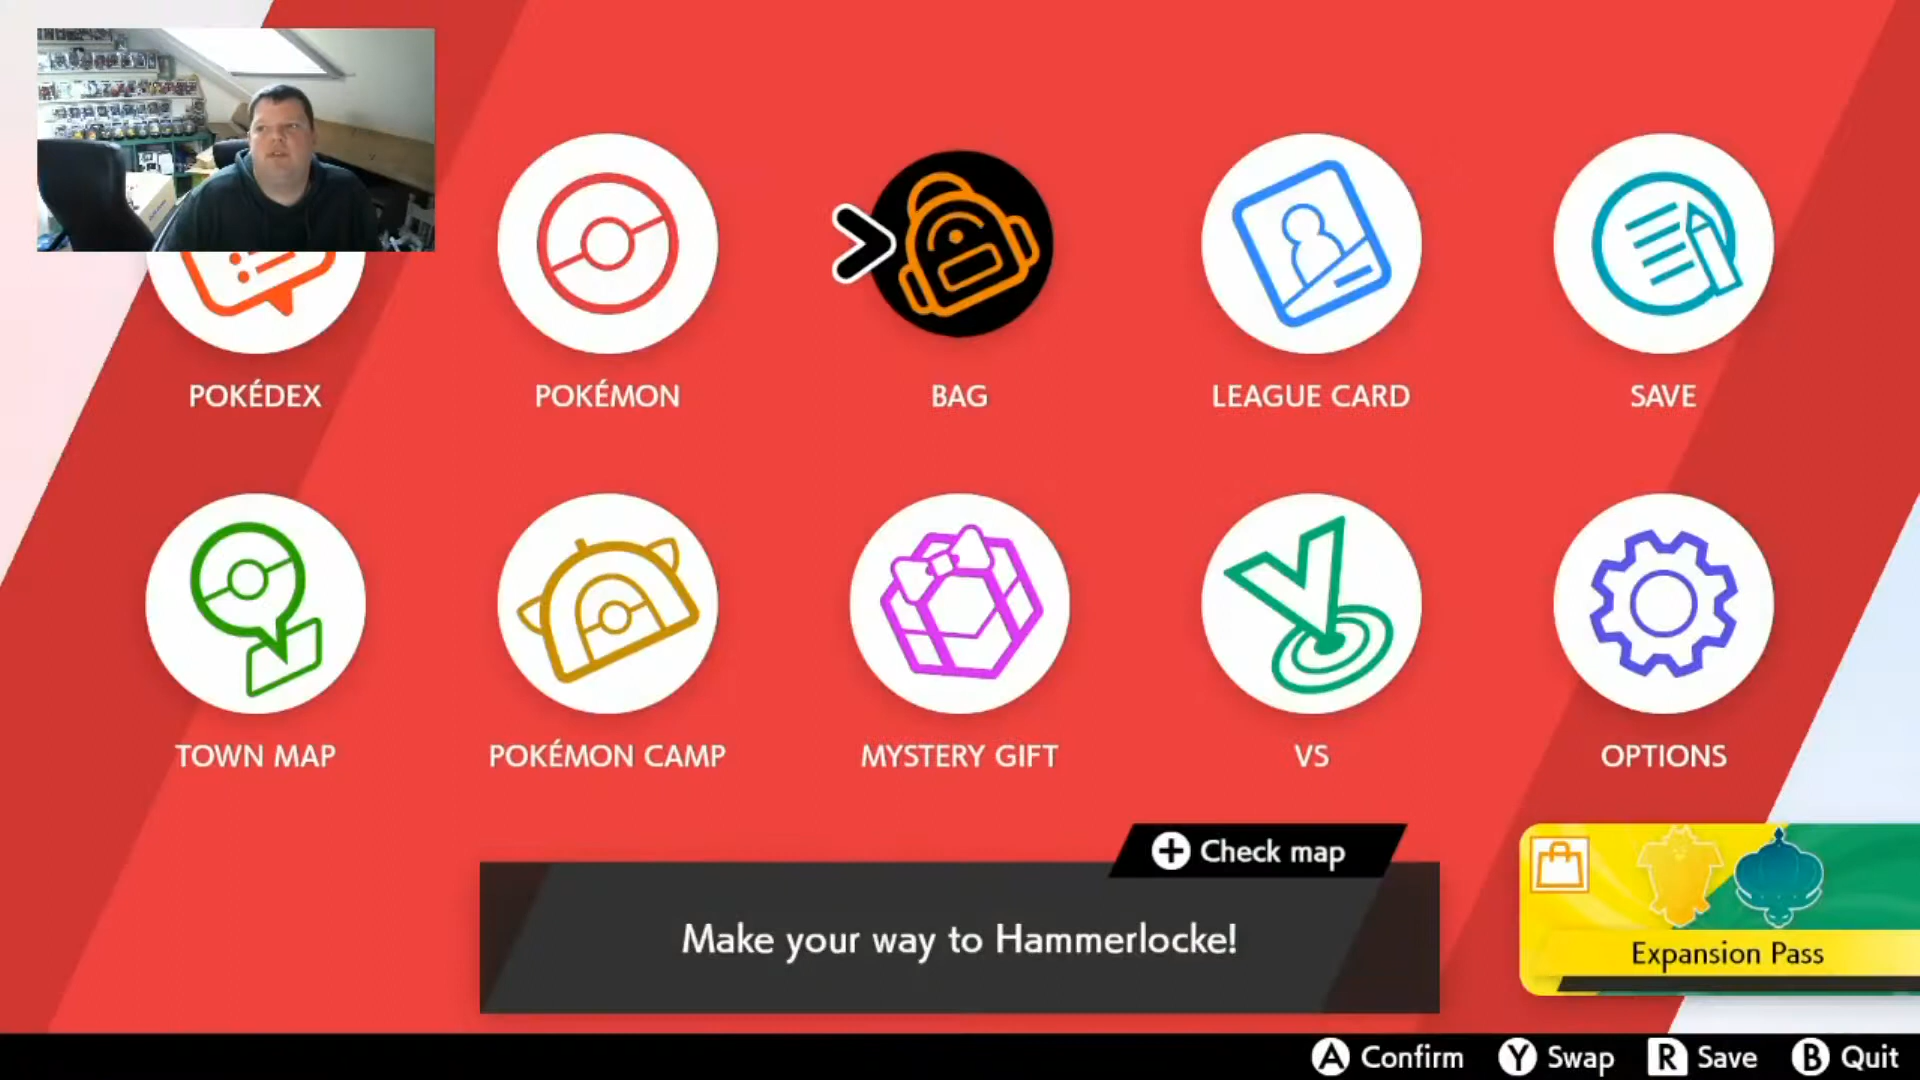 POKÉDEX
POKÉMON
BAG
LEAGUE CARD
SAVE
TOWN MAP
POKÉMON CAMP
MYSTERY GIFT
VS
OPTIONS
+ Check map
Make your way to Hammerlocke!
Expansion Pass
A Confirm Y Swap R Save B Quit